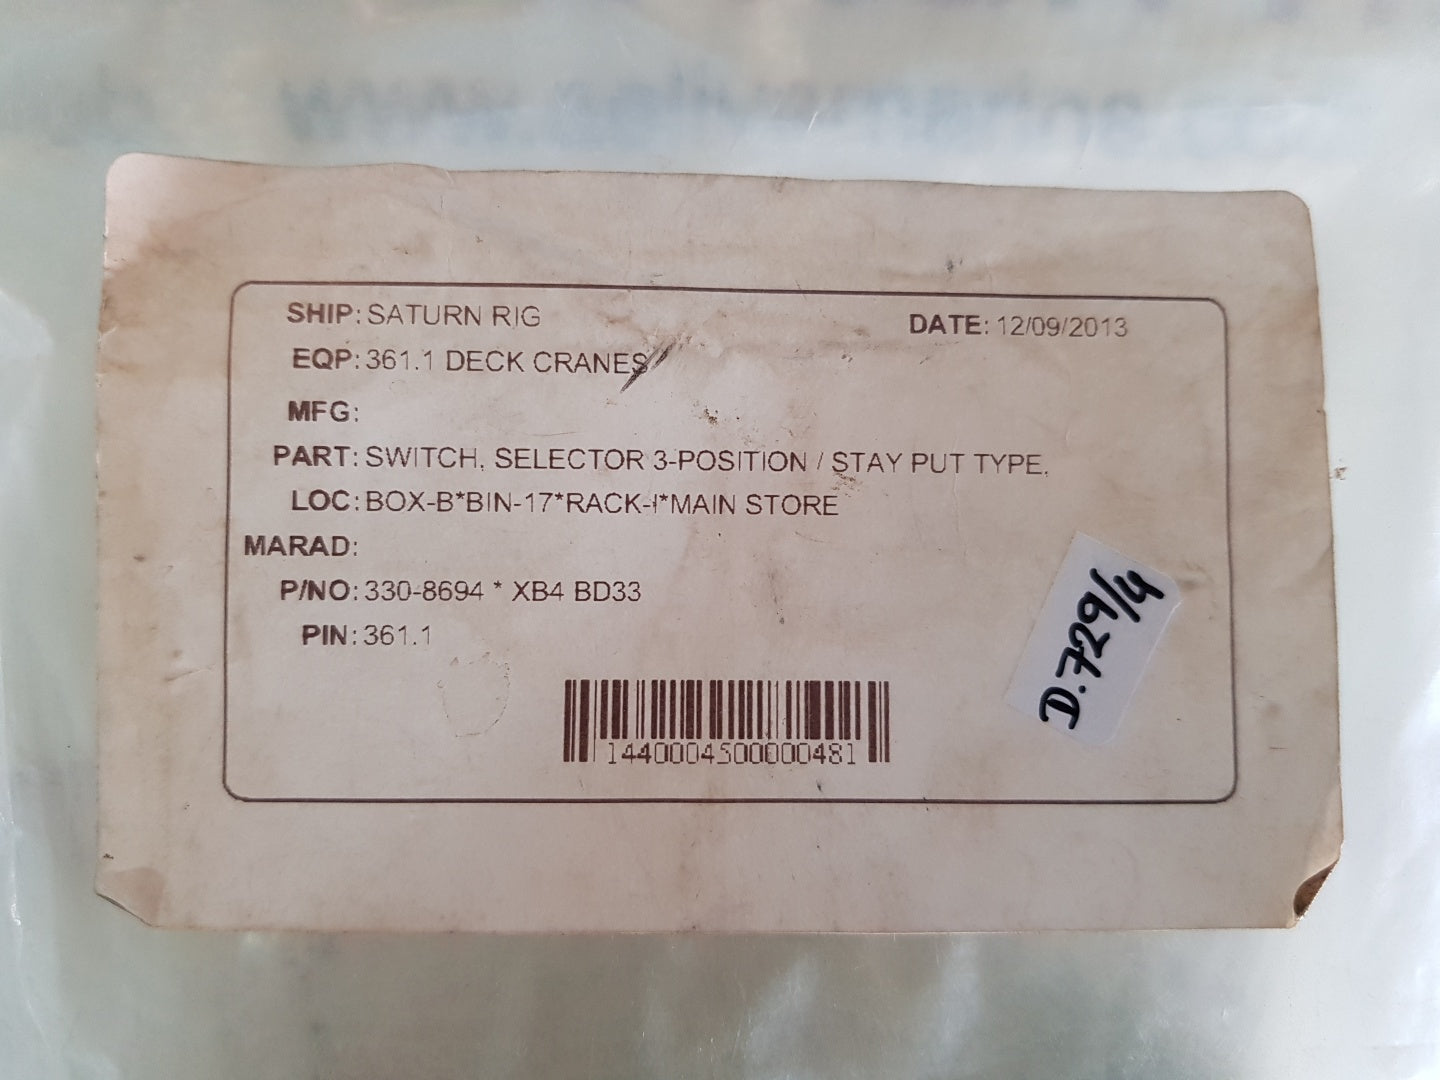 SHIP: SATURN RIG
DATE: 12/09/2013
EQP: 361.1 DECK CRANES
MFG:
PART: SWITCH, SELECTOR 3-POSITION / STAY PUT TYPE,
LOC: BOX-B*BIN-17*RACK-I*MAIN STORE
MARAD:
P/NO: 330-8694 * XB4 BD33
PIN: 361.1
D.729/4
1440004500000481